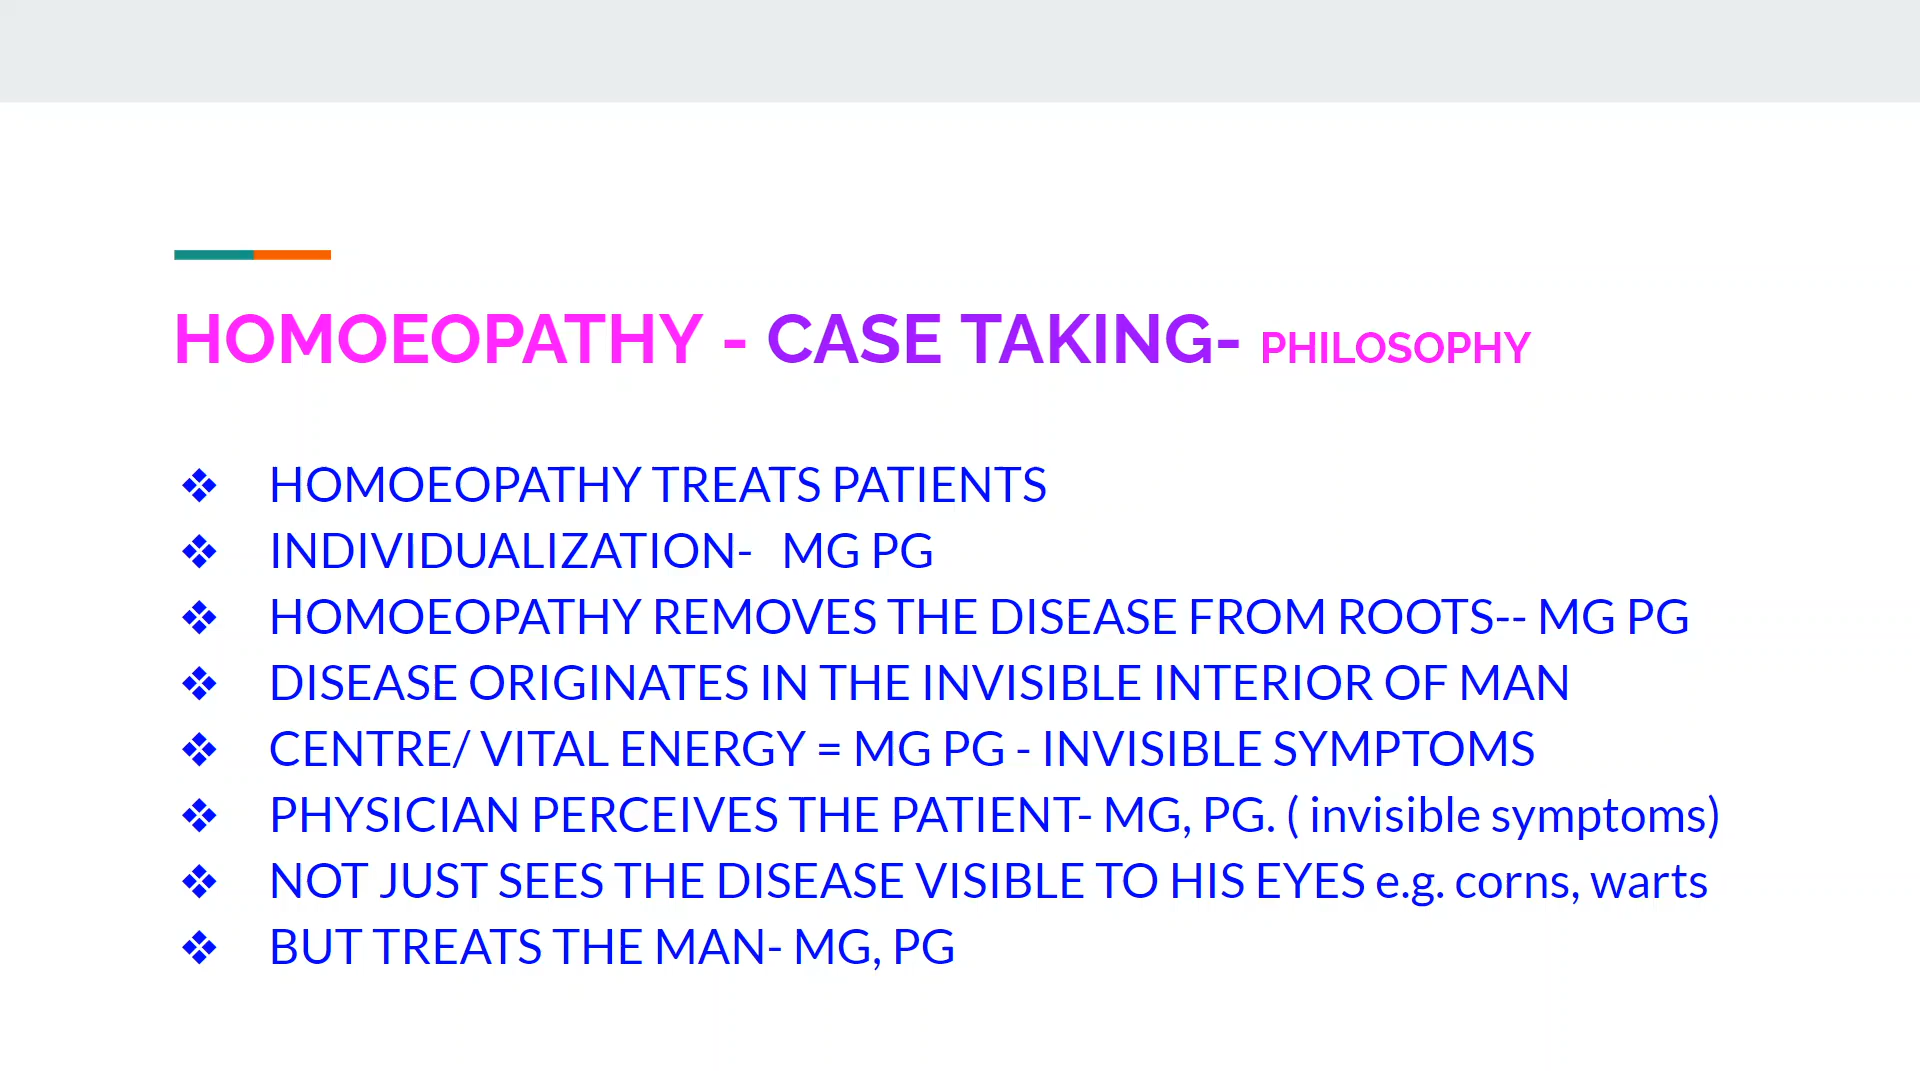 HOMOEOPATHY - CASE TAKING- PHILOSOPHY
❖ HOMOEOPATHY TREATS PATIENTS
❖ INDIVIDUALIZATION- MG PG
❖ HOMOEOPATHY REMOVES THE DISEASE FROM ROOTS-- MG PG
❖ DISEASE ORIGINATES IN THE INVISIBLE INTERIOR OF MAN
❖ CENTRE/ VITAL ENERGY = MG PG - INVISIBLE SYMPTOMS
❖ PHYSICIAN PERCEIVES THE PATIENT- MG, PG. ( invisible symptoms)
❖ NOT JUST SEES THE DISEASE VISIBLE TO HIS EYES e.g. corns, warts
❖ BUT TREATS THE MAN- MG, PG